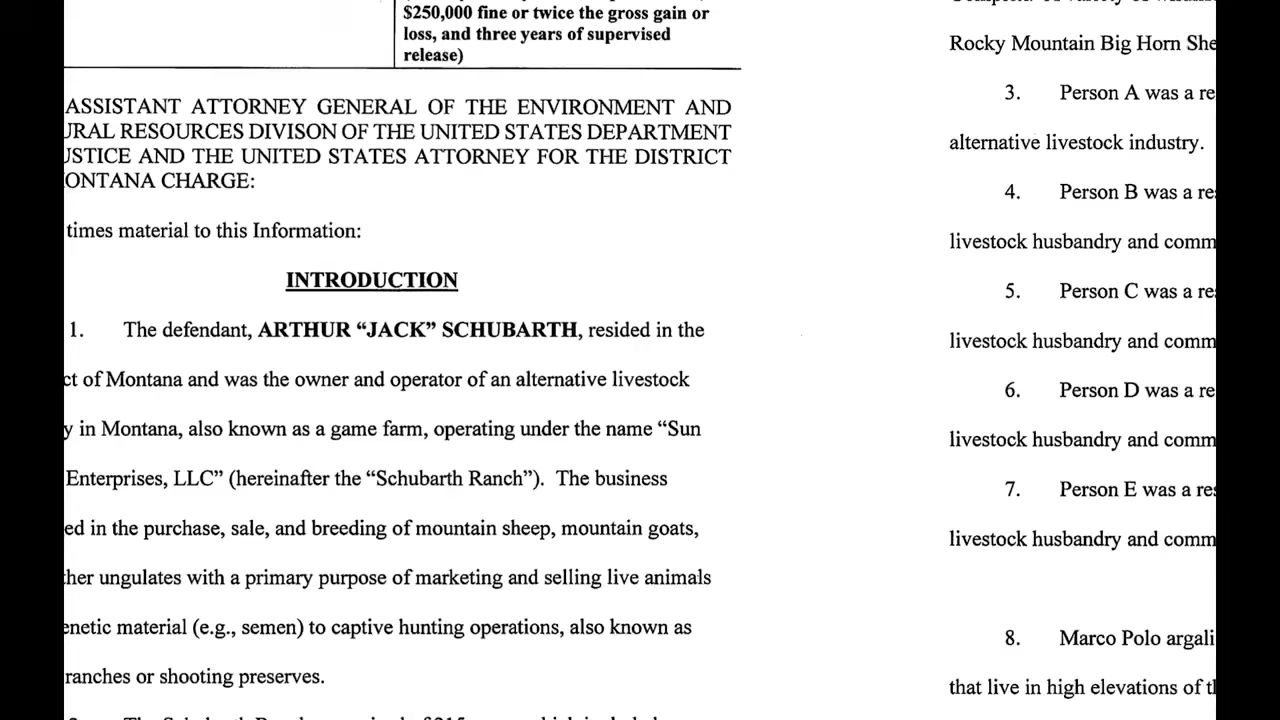 $250,000 fine or twice the gross gain or
loss, and three years of supervised
release)
ASSISTANT ATTORNEY GENERAL OF THE ENVIRONMENT AND
URAL RESOURCES DIVISON OF THE UNITED STATES DEPARTMENT
USTICE AND THE UNITED STATES ATTORNEY FOR THE DISTRICT
ONTANA CHARGE:
times material to this Information:
INTRODUCTION
1. The defendant, ARTHUR “JACK” SCHUBARTH, resided in the
ct of Montana and was the owner and operator of an alternative livestock
y in Montana, also known as a game farm, operating under the name “Sun
Enterprises, LLC” (hereinafter the “Schubarth Ranch”). The business
ed in the purchase, sale, and breeding of mountain sheep, mountain goats,
ther ungulates with a primary purpose of marketing and selling live animals
enetic material (e.g., semen) to captive hunting operations, also known as
ranches or shooting preserves.
Rocky Mountain Big Horn She
3. Person A was a re
alternative livestock industry.
4. Person B was a re
livestock husbandry and comm
5. Person C was a re
livestock husbandry and comm
6. Person D was a re
livestock husbandry and comm
7. Person E was a res
livestock husbandry and comm
8. Marco Polo argali
that live in high elevations of t